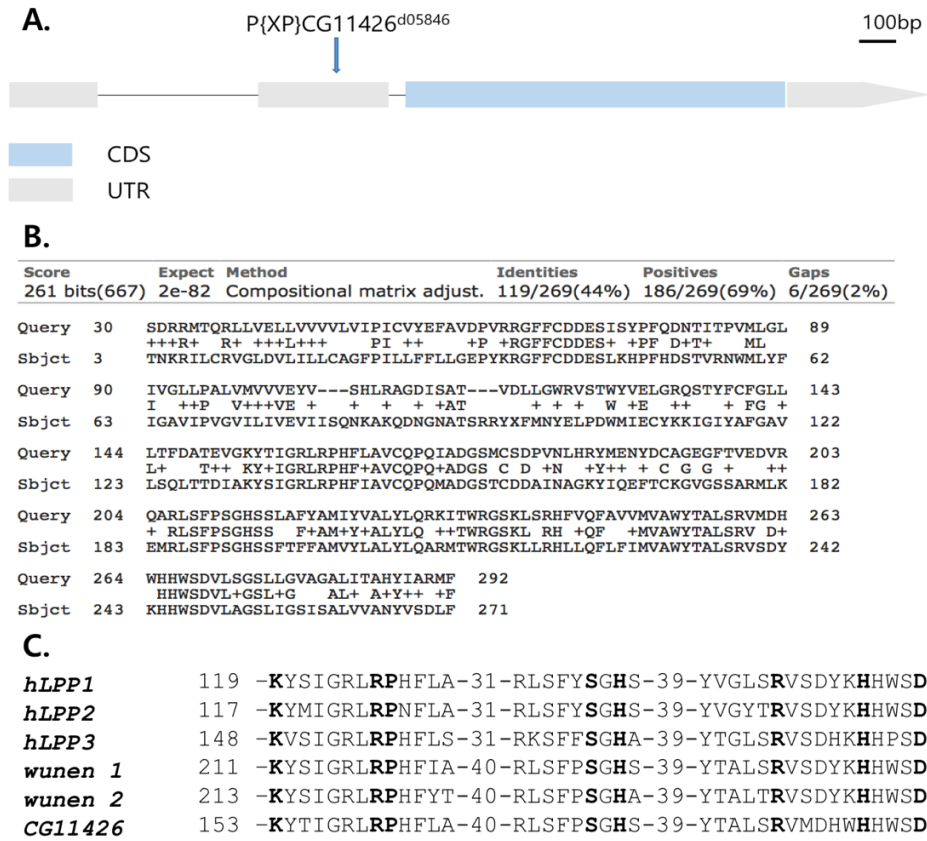 A.
P{XP}CG11426d05846
100bp
CDS
UTR
B.
Score Expect Method Identities Positives Gaps
261 bits(667) 2e-82 Compositional matrix adjust. 119/269(44%) 186/269(69%) 6/269(2%)
Query 30 SDRRMTQRLLVELLVVVVLVIPICVYEFAVDPVRRGFFCDDESISYPFQDNTITPVMLGL 89
+++R+ R+ +L+++ PI + +P +RGFFCDDES+ +PF D+T+ ML
Sbjct 3 TNKRILCRVGLDVLILLCAGFPILLFFLLGEPYKRGFFCDDESLKHPFHDSTVRNWMLYF 62
Query 90 IVGLLPALVMVVVVEYV---SHLRAGDISAT---VDLLGWRVSTWYVELGRQSTYFCFGLL 143
I ++P V+++VE + + + +AT + + + W +E ++ + FG +
Sbjct 63 IGAVIPVGVILIVEVIISQNKAKQDNGNATSRRYXFMNYELPDWMIECYKKIGIYAFGAV 122
Query 144 LTFDATEVGKYTIGRLRPHFLAVCQPQIADGSMCSDPVNLHRYMENYDCAGEGFTVEDVR 203
L+ T++ KY+IGRLRPHF+AVCQPQ+ADGS C D +N +Y++ + C G G + ++
Sbjct 123 LSQLTTDIAKYSIGRLRPHFIAVCQPQMADGSTCDDAINAGKYIQEFTCKGVGSSARMLK 182
Query 204 QARLSFPSGHSSLAFYAMIYVALYLQRKITWRGSKLSRHFVQFAVVMVAWYTALSRVMDH 263
+ RLSFPSGHSS F+AM+Y+ALYLQ ++TWRGSKL RH +QF +MVAWYTALSRV D+
Sbjct 183 EMRLSFPSGHSSFTFFAMVYLALYLQARMTWRGSKLLRHLLQFLFIMVAWYTALSRVSDY 242
Query 264 WHHWSDVLSGSLLGVAGALITAHYIARMF 292
HHWSDVL+GSL+G AL+ A+Y++ +F
Sbjct 243 KHHWSDVLAGSLIGSISALVVANYVSDLF 271
C.
hLPP1 119 -KYSIGRLRPHFLA-31-RLSFYSGHS-39-YVGLSRVSDYKHHWSD
hLPP2 117 -KYMIGRLRPNFLA-31-RLSFYSGHS-39-YVGYTRVSDYKHHWSD
hLPP3 148 -KVSIGRLRPHFLS-31-RKSFFSGHA-39-YTGLSRVSDHKHHPSD
wunen 1 211 -KYSIGRLRPHFIA-40-RLSFPSGHS-39-YTALSRVSDYKHHWSD
wunen 2 213 -KYSIGRLRPHFYT-40-RLSFPSGHA-39-YTALTRVSDYKHHWSD
CG11426 153 -KYTIGRLRPHFLA-40-RLSFPSGHS-39-YTALSRVMDHWHHWSD